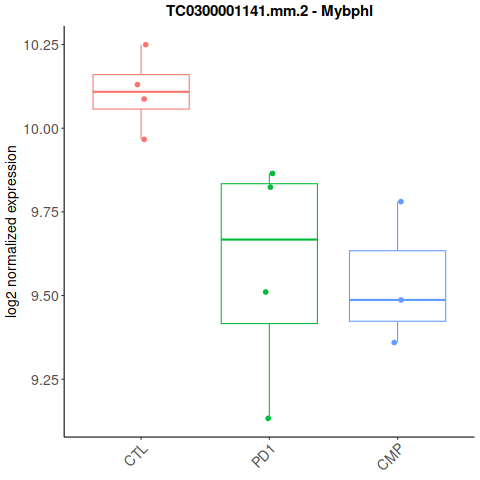 TC0300001141.mm.2 - Mybphl
log2 normalized expression
10.25
10.00
9.75
9.50
9.25
CTL
PD1
CMP